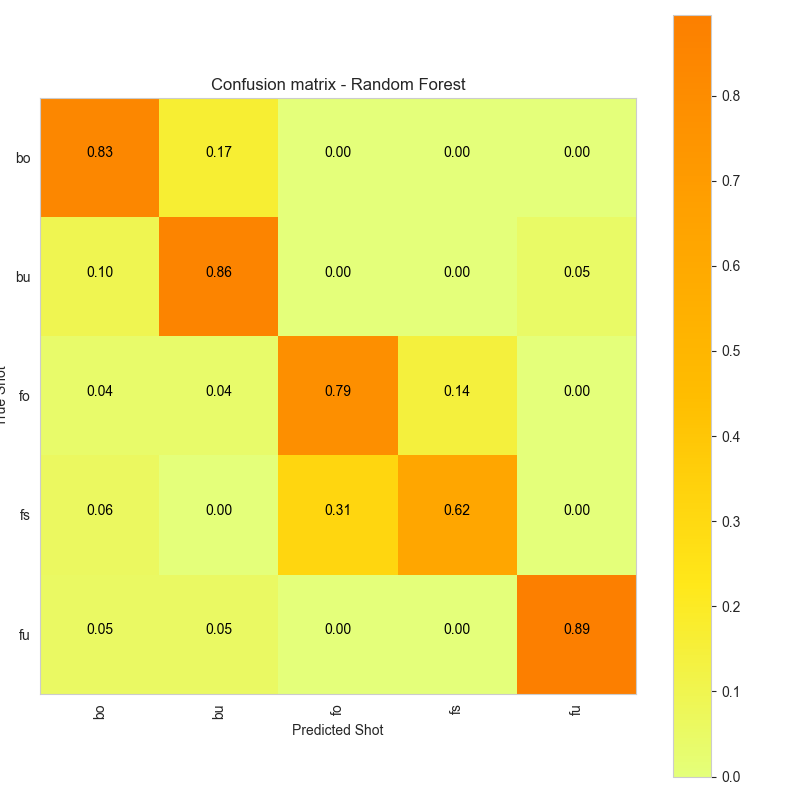 Confusion matrix - Random Forest
bo 0.83 0.17 0.00 0.00 0.00
bu 0.10 0.86 0.00 0.00 0.05
fo 0.04 0.04 0.79 0.14 0.00
fs 0.06 0.00 0.31 0.62 0.00
fu 0.05 0.05 0.00 0.00 0.89
bo bu fo fs fu
Predicted Shot
True Shot
0.8
0.7
0.6
0.5
0.4
0.3
0.2
0.1
0.0